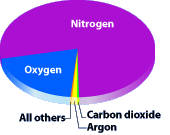 Nitrogen
Oxygen
All others
Carbon dioxide
Argon